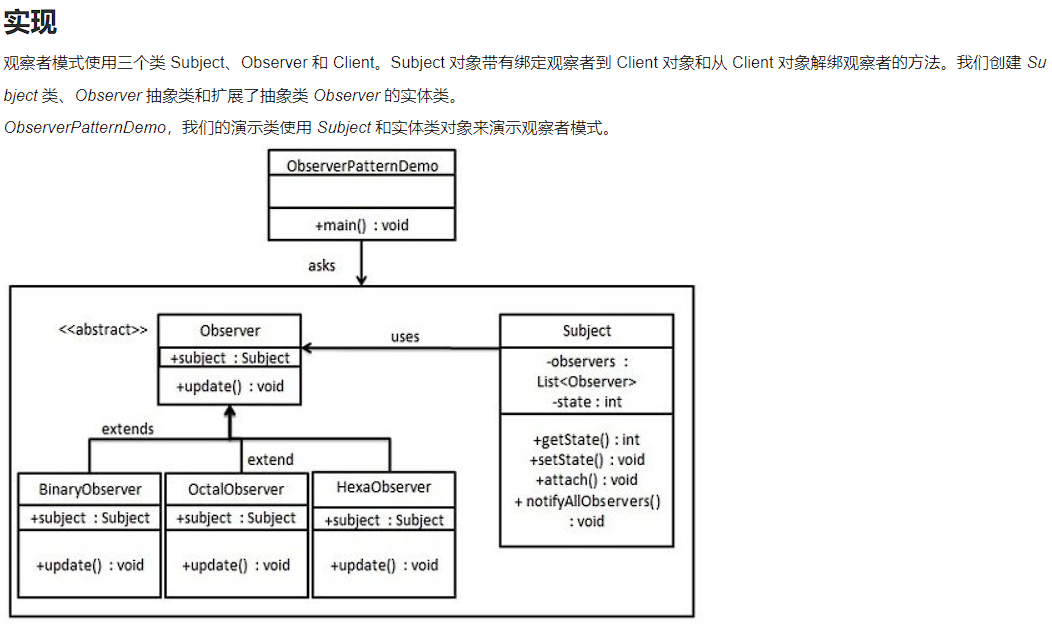 实现
观察者模式使用三个类 Subject、Observer 和 Client。Subject 对象带有绑定观察者到 Client 对象和从 Client 对象解绑观察者的方法。我们创建 Su
bject 类、Observer 抽象类和扩展了抽象类 Observer 的实体类。
ObserverPatternDemo，我们的演示类使用 Subject 和实体类对象来演示观察者模式。
ObserverPatternDemo
+main() : void
asks
<<abstract>>
Observer
+subject : Subject
+update() : void
uses
Subject
-observers :
List<Observer>
-state : int
+getState() : int
+setState() : void
+attach() : void
+ notifyAllObservers()
: void
extends
extend
BinaryObserver
+subject : Subject
+update() : void
OctalObserver
+subject : Subject
+update() : void
HexaObserver
+subject : Subject
+update() : void